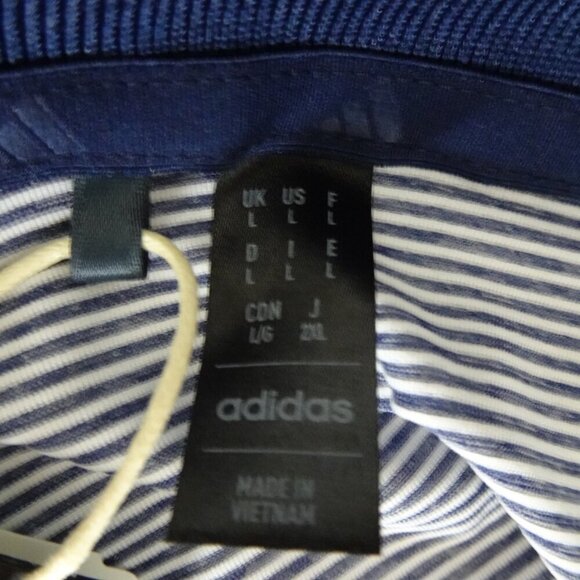 UK US F
L L L
D I E
L L L
CDN J
L/G 2XL
adidas
MADE IN
VIETNAM